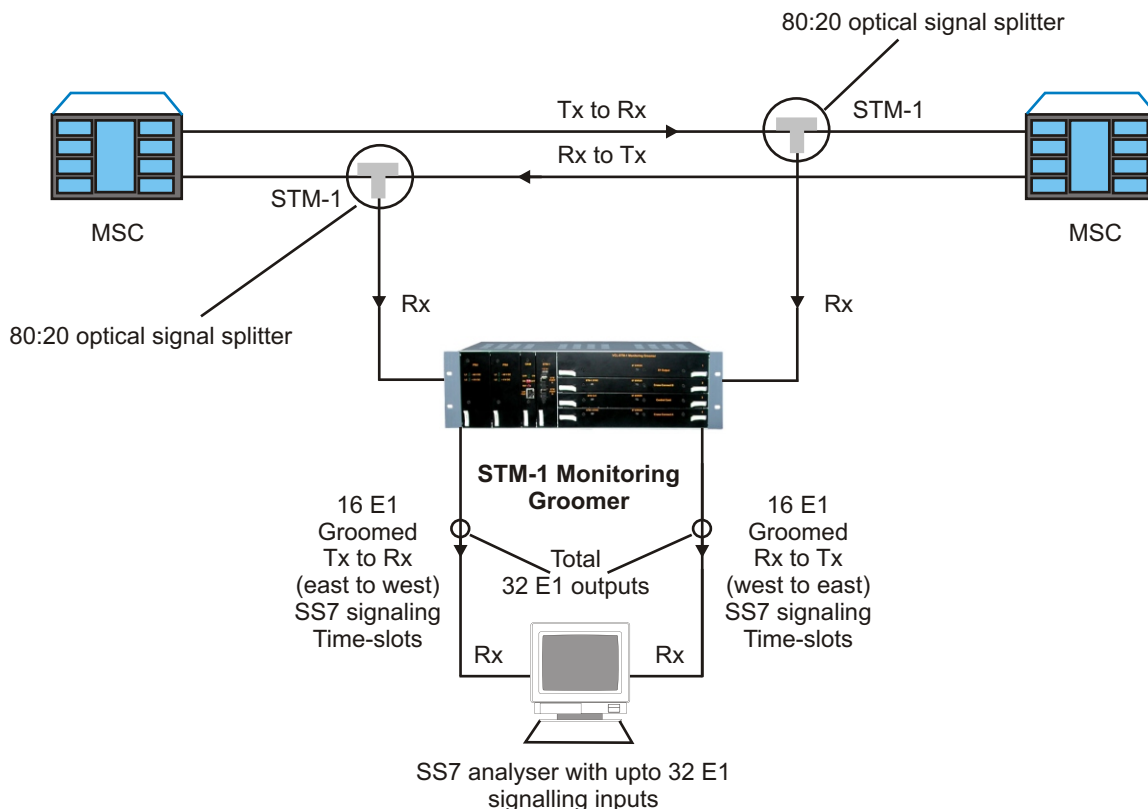 80:20 optical signal splitter
Tx to Rx
STM-1
Rx to Tx
STM-1
MSC
MSC
Rx
Rx
80:20 optical signal splitter
STM-1 Monitoring
Groomer
16 E1
Groomed
Tx to Rx
(east to west)
SS7 signaling
Time-slots
Total
32 E1 outputs
16 E1
Groomed
Rx to Tx
(west to east)
SS7 signaling
Time-slots
Rx
Rx
SS7 analyser with upto 32 E1
signalling inputs